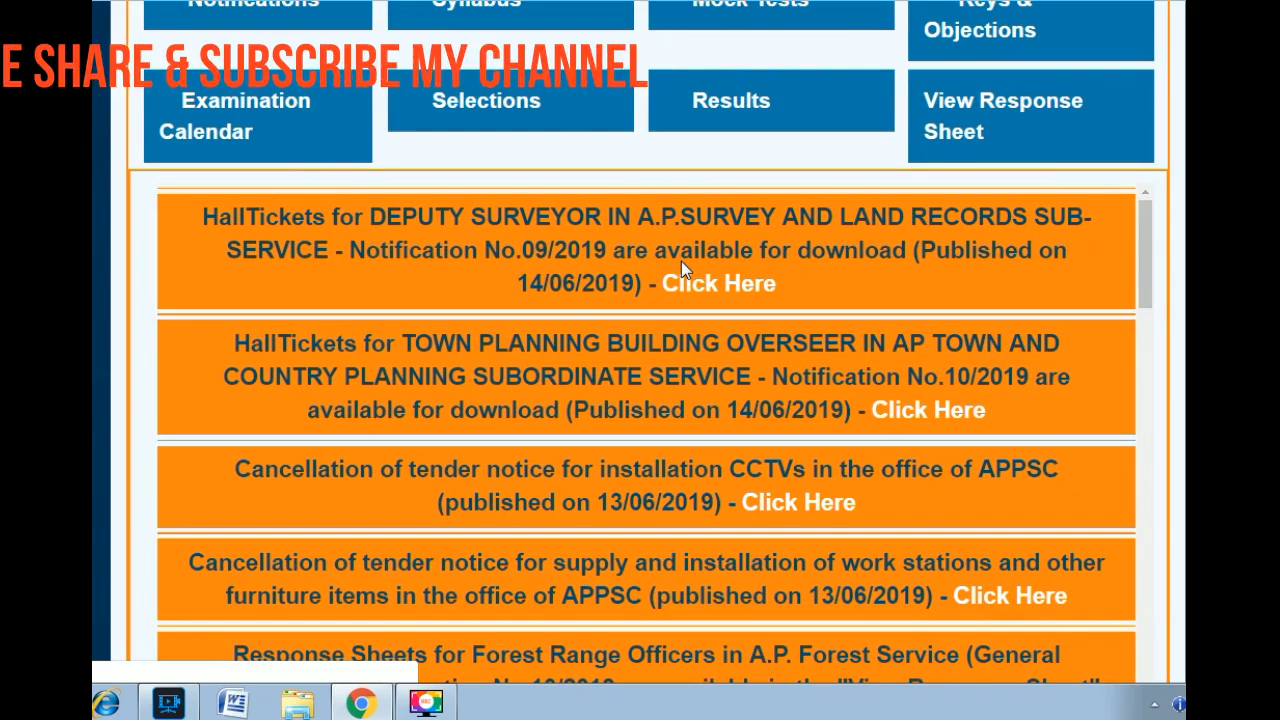 Notifications
Syllabus
Mock Tests
Keys &
Objections
E SHARE & SUBSCRIBE MY CHANNEL
Examination
Calendar
Selections
Results
View Response
Sheet
HallTickets for DEPUTY SURVEYOR IN A.P.SURVEY AND LAND RECORDS SUB-
SERVICE - Notification No.09/2019 are available for download (Published on
14/06/2019) - Click Here
HallTickets for TOWN PLANNING BUILDING OVERSEER IN AP TOWN AND
COUNTRY PLANNING SUBORDINATE SERVICE - Notification No.10/2019 are
available for download (Published on 14/06/2019) - Click Here
Cancellation of tender notice for installation CCTVs in the office of APPSC
(published on 13/06/2019) - Click Here
Cancellation of tender notice for supply and installation of work stations and other
furniture items in the office of APPSC (published on 13/06/2019) - Click Here
Response Sheets for Forest Range Officers in A.P. Forest Service (General